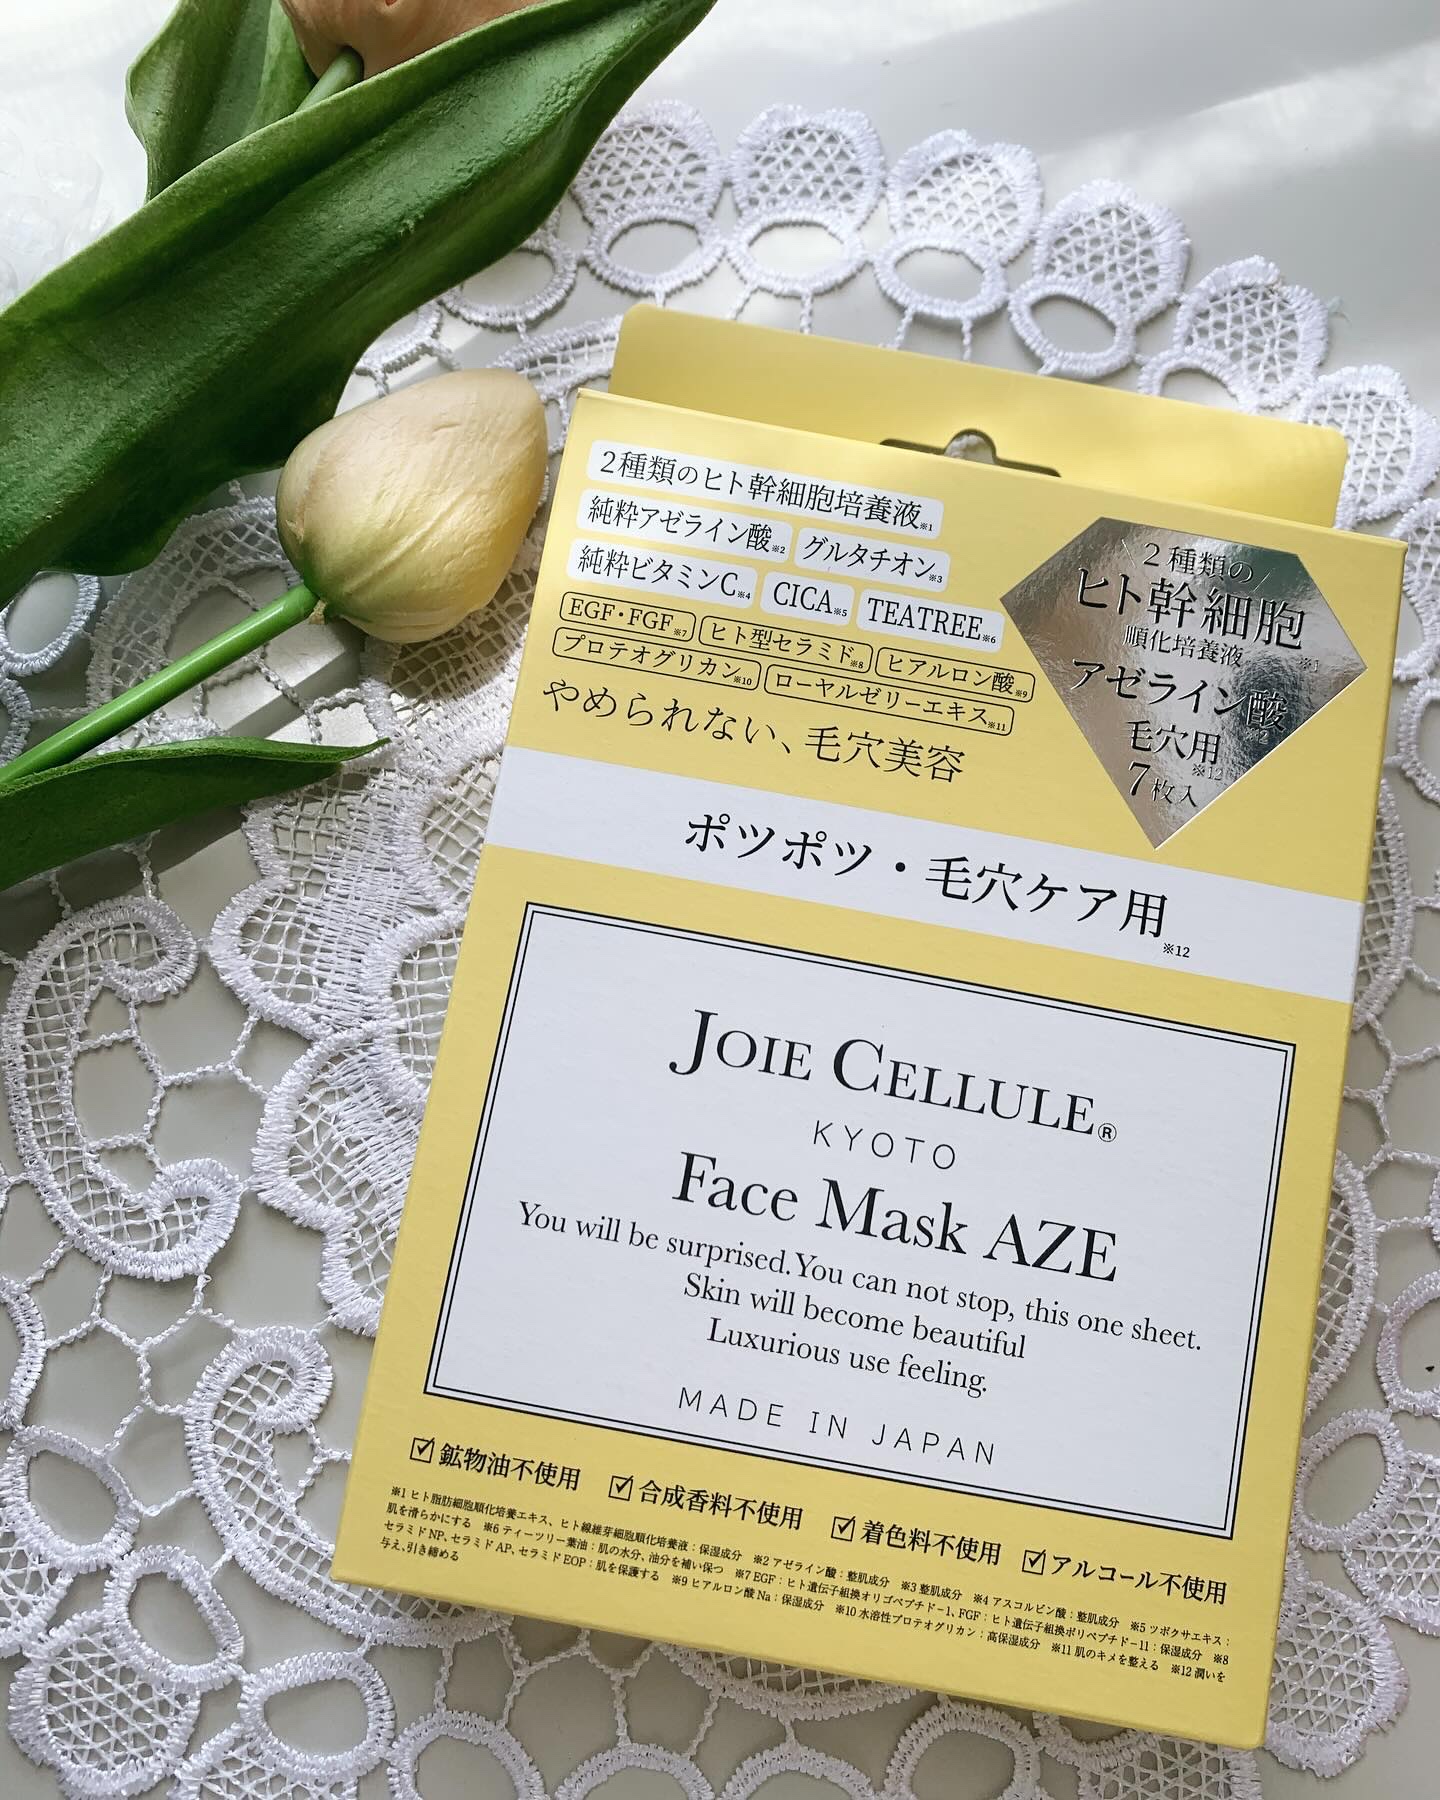 2種類のヒト幹細胞培養液※1
純粋アゼライン酸※2 グルタチオン※3
純粋ビタミンC※4 CICA※5 TEATREE※6
EGF・FGF※7 ヒト型セラミド※8 ヒアルロン酸※9
プロテオグリカン※10 ローヤルゼリーエキス※11
やめられない、毛穴美容
\2種類の/
ヒト幹細胞
順化培養液※1
アゼライン酸※2
毛穴用※12
7枚入
ポツポツ・毛穴ケア用※12
JOIE CELLULE®
KYOTO
Face Mask AZE
You will be surprised.You can not stop, this one sheet.
Skin will become beautiful
Luxurious use feeling.
MADE IN JAPAN
☑鉱物油不使用 ☑合成香料不使用 ☑着色料不使用 ☑アルコール不使用
※1 ヒト脂肪細胞順化培養エキス、ヒト線維芽細胞順化培養液：保湿成分 ※2 アゼライン酸：整肌成分 ※3 整肌成分 ※4 アスコルビン酸：整肌成分 ※5 ツボクサエキス：
肌を滑らかにする ※6 ティーツリー葉油：肌の水分、油分を補い保つ ※7 EGF：ヒト遺伝子組換オリゴペプチド-1、FGF：ヒト遺伝子組換ポリペプチド-11：保湿成分 ※8
セラミド NP、セラミド AP、セラミド EOP：肌を保護する ※9 ヒアルロン酸 Na：保湿成分 ※10 水溶性プロテオグリカン：高保湿成分 ※11 肌のキメを整える ※12 潤いを
与え、引き締める